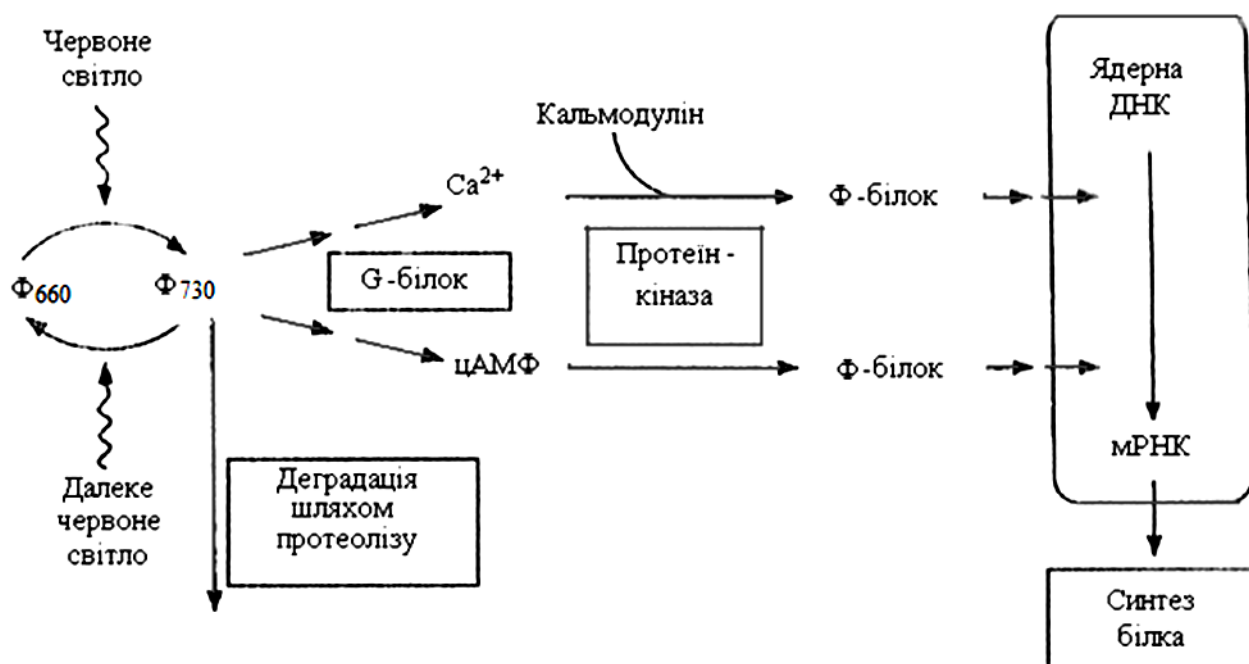 Червоне
світло
Ядерна
ДНК
Кальмодулін
Ca²⁺
Ф-білок
G-білок
Протеїн-
кіназа
Ф₆₆₀
Ф₇₃₀
цАМФ
Ф-білок
мРНК
Далеке
червоне
світло
Деградація
шляхом
протеолізу
Синтез
білка